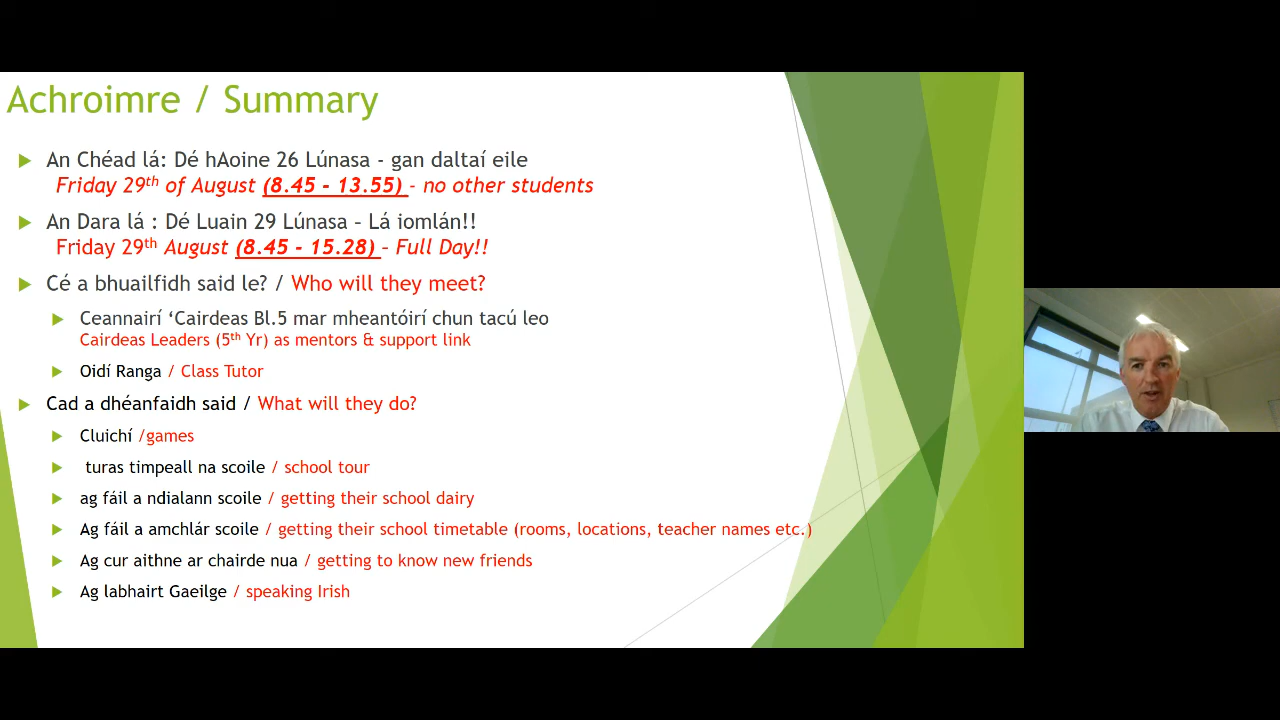 Achroimre / Summary
An Chéad lá: Dé hAoine 26 Lúnasa - gan daltaí eile
Friday 29th of August (8.45 - 13.55) - no other students
An Dara lá : Dé Luain 29 Lúnasa – Lá iomlán!!
Friday 29th August (8.45 - 15.28) – Full Day!!
Cé a bhuailfidh said le? / Who will they meet?
Ceannairí ‘Cairdeas Bl.5 mar mheantóirí chun tacú leo
Cairdeas Leaders (5th Yr) as mentors & support link
Oidí Ranga / Class Tutor
Cad a dhéanfaidh said / What will they do?
Cluichí /games
turas timpeall na scoile / school tour
ag fáil a ndialann scoile / getting their school dairy
Ag fáil a amchlár scoile / getting their school timetable (rooms, locations, teacher names etc.)
Ag cur aithne ar chairde nua / getting to know new friends
Ag labhairt Gaeilge / speaking Irish